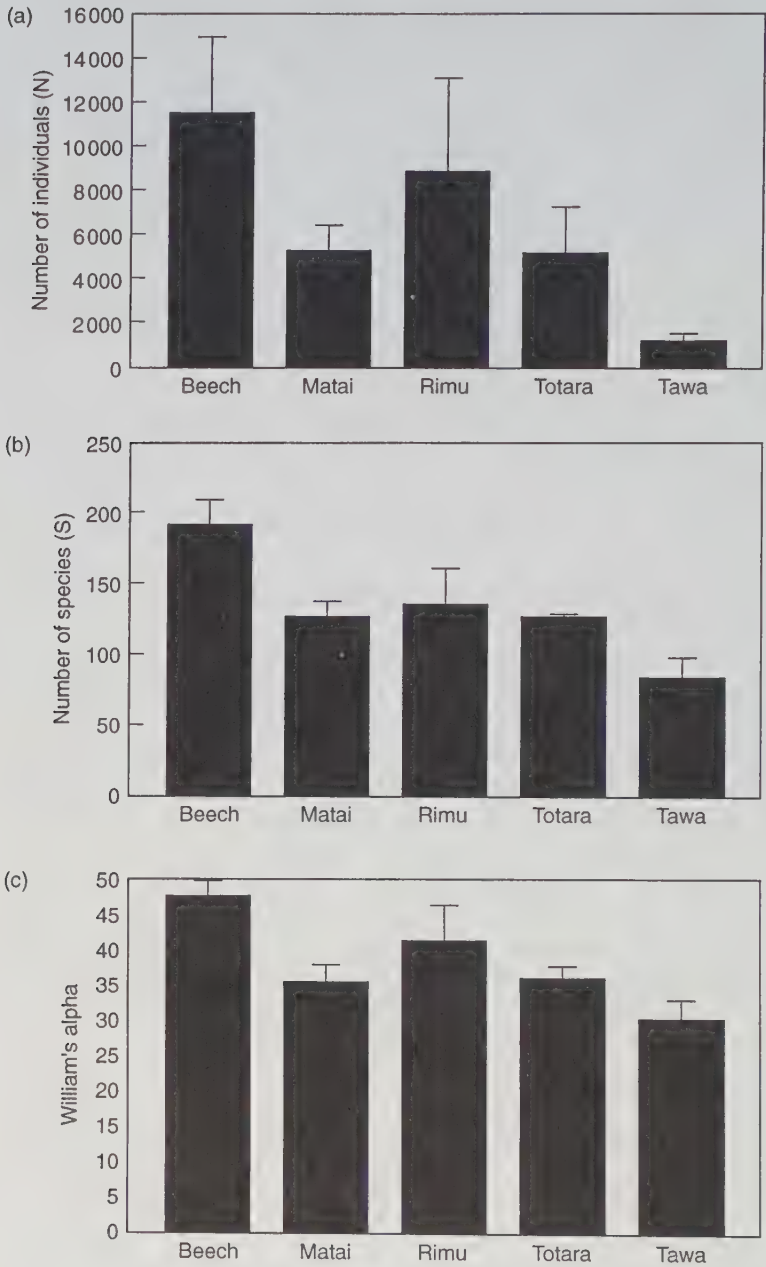 (a)
Number of individuals (N)
16000
14000
12000
10000
8000
6000
4000
2000
0
Beech Matai Rimu Totara Tawa
(b)
Number of species (S)
250
200
150
100
50
0
Beech Matai Rimu Totara Tawa
(c)
William's alpha
50
45
40
35
30
25
20
15
10
5
0
Beech Matai Rimu Totara Tawa